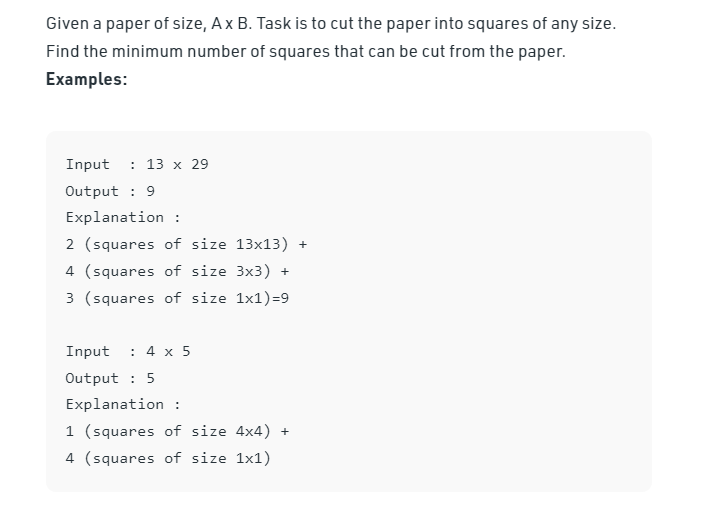 Given a paper of size, A x B. Task is to cut the paper into squares of any size.
Find the minimum number of squares that can be cut from the paper.
Examples:
Input  : 13 x 29
Output : 9
Explanation :
2 (squares of size 13x13) +
4 (squares of size 3x3) +
3 (squares of size 1x1)=9
Input  : 4 x 5
Output : 5
Explanation :
1 (squares of size 4x4) +
4 (squares of size 1x1)